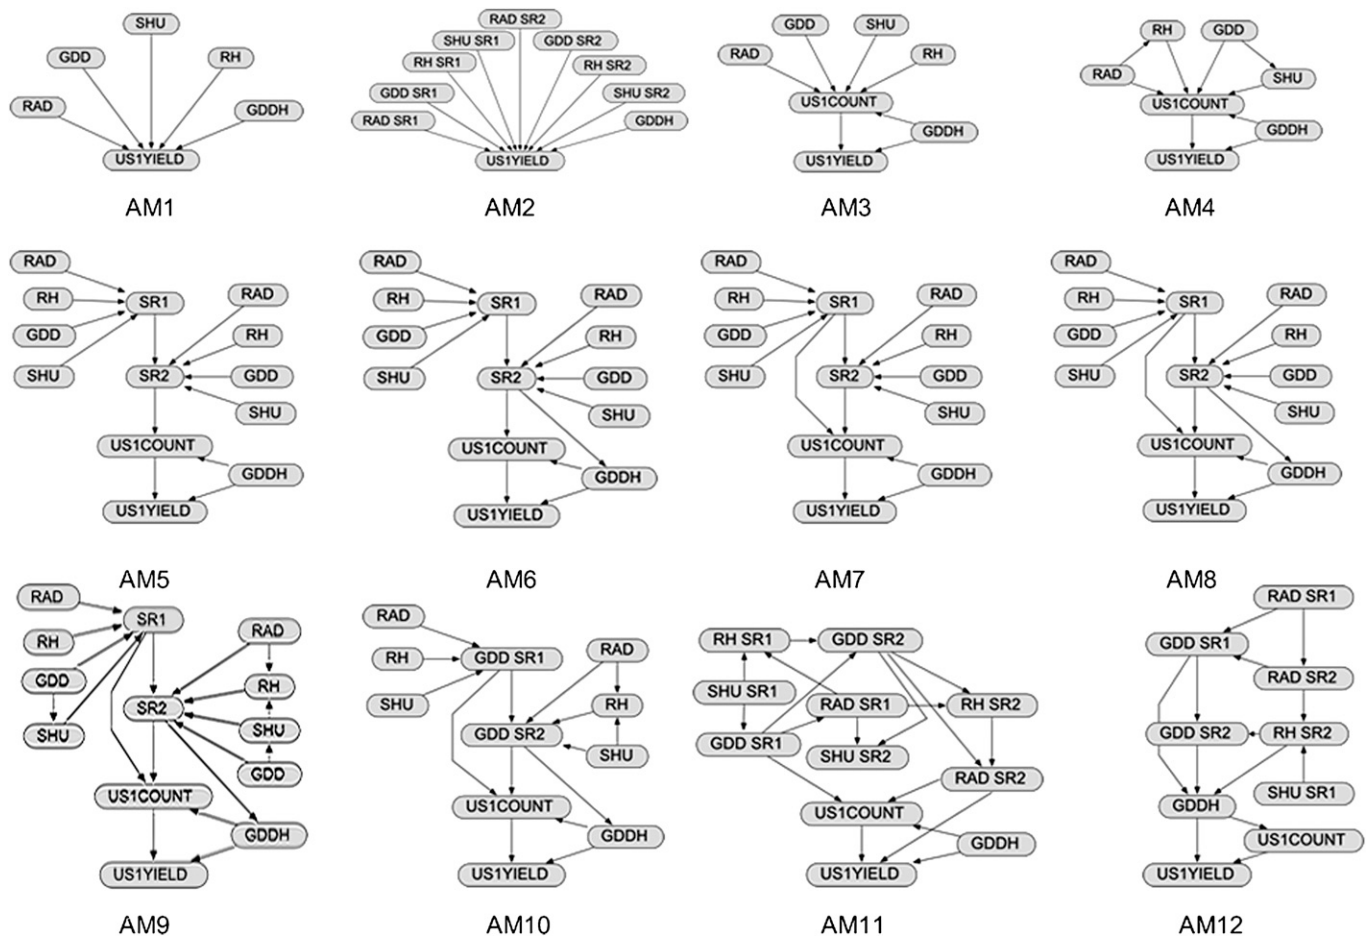 SHU
GDD
RH
RAD
GDDH
US1YIELD
AM1
RAD SR2
SHU SR1
GDD SR2
RH SR1
RH SR2
GDD SR1
SHU SR2
RAD SR1
GDDH
US1YIELD
AM2
GDD
SHU
RAD
RH
US1COUNT
GDDH
US1YIELD
AM3
RH
GDD
RAD
SHU
US1COUNT
GDDH
US1YIELD
AM4
RAD
RH
SR1
RAD
GDD
RH
SHU
SR2
GDD
SHU
US1COUNT
GDDH
US1YIELD
AM5
RAD
RH
SR1
RAD
GDD
RH
SHU
SR2
GDD
SHU
US1COUNT
GDDH
US1YIELD
AM6
RAD
RH
SR1
RAD
GDD
RH
SHU
SR2
GDD
SHU
US1COUNT
GDDH
US1YIELD
AM7
RAD
RH
SR1
RAD
GDD
RH
SHU
SR2
GDD
SHU
US1COUNT
GDDH
US1YIELD
AM8
RAD
SR1
RH
RAD
GDD
RH
SHU
SR2
SHU
GDD
US1COUNT
GDDH
US1YIELD
AM9
RAD
RH
GDD SR1
RAD
SHU
RH
GDD SR2
SHU
US1COUNT
GDDH
US1YIELD
AM10
RH SR1
GDD SR2
SHU SR1
RAD SR1
RH SR2
GDD SR1
SHU SR2
RAD SR2
US1COUNT
GDDH
US1YIELD
AM11
RAD SR1
GDD SR1
RAD SR2
GDD SR2
RH SR2
SHU SR1
GDDH
US1COUNT
US1YIELD
AM12